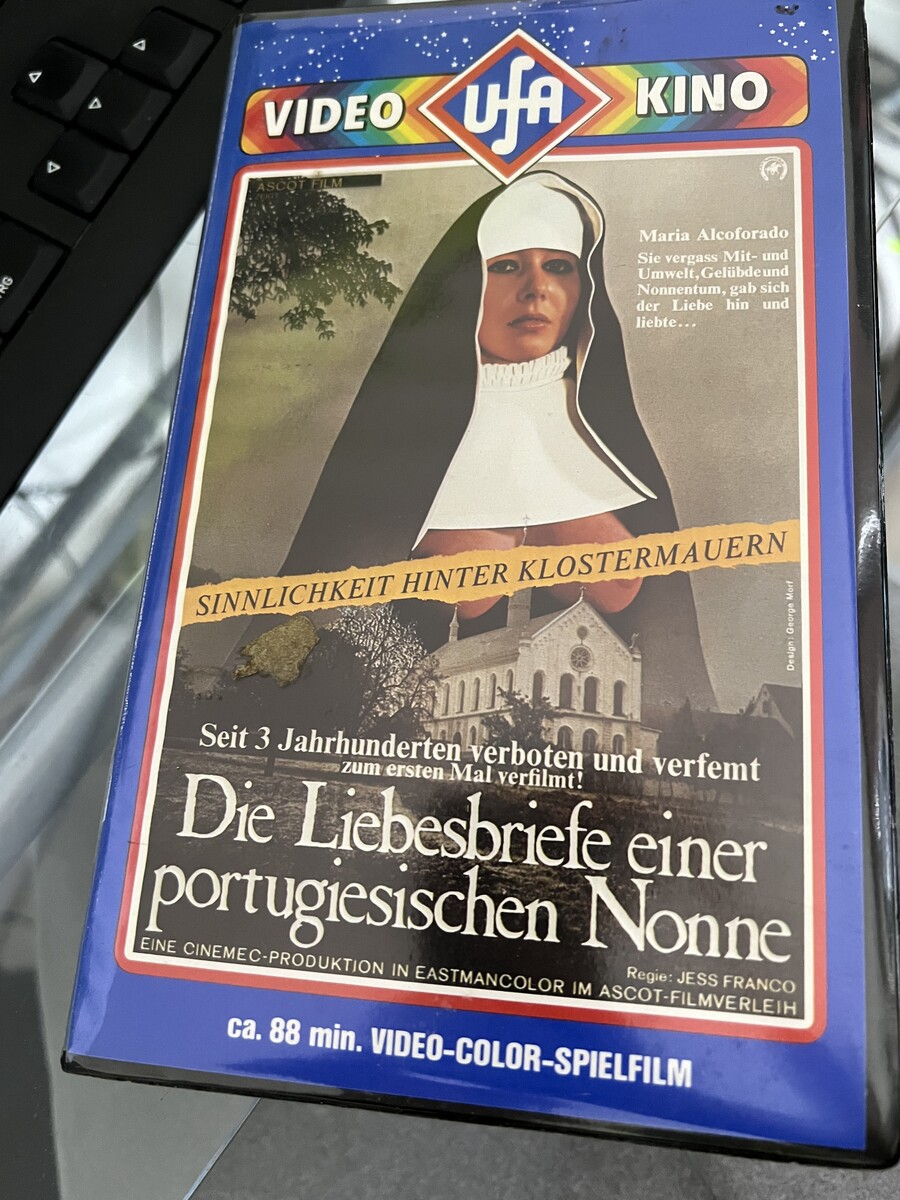 VIDEO UfA KINO
ASCOT FILM
Maria Alcoforado
Sie vergass Mit- und
Umwelt, Gelübde und
Nonnentum, gab sich
der Liebe hin und
liebte...
SINNLICHKEIT HINTER KLOSTERMAUERN
Design: George Morf
Seit 3 Jahrhunderten verboten und verfemt
zum ersten Mal verfilmt!
Die Liebesbriefe einer
portugiesischen Nonne
EINE CINEMEC-PRODUKTION IN EASTMANCOLOR IM ASCOT-FILMVERLEIH
Regie: JESS FRANCO
ca. 88 min. VIDEO-COLOR-SPIELFILM